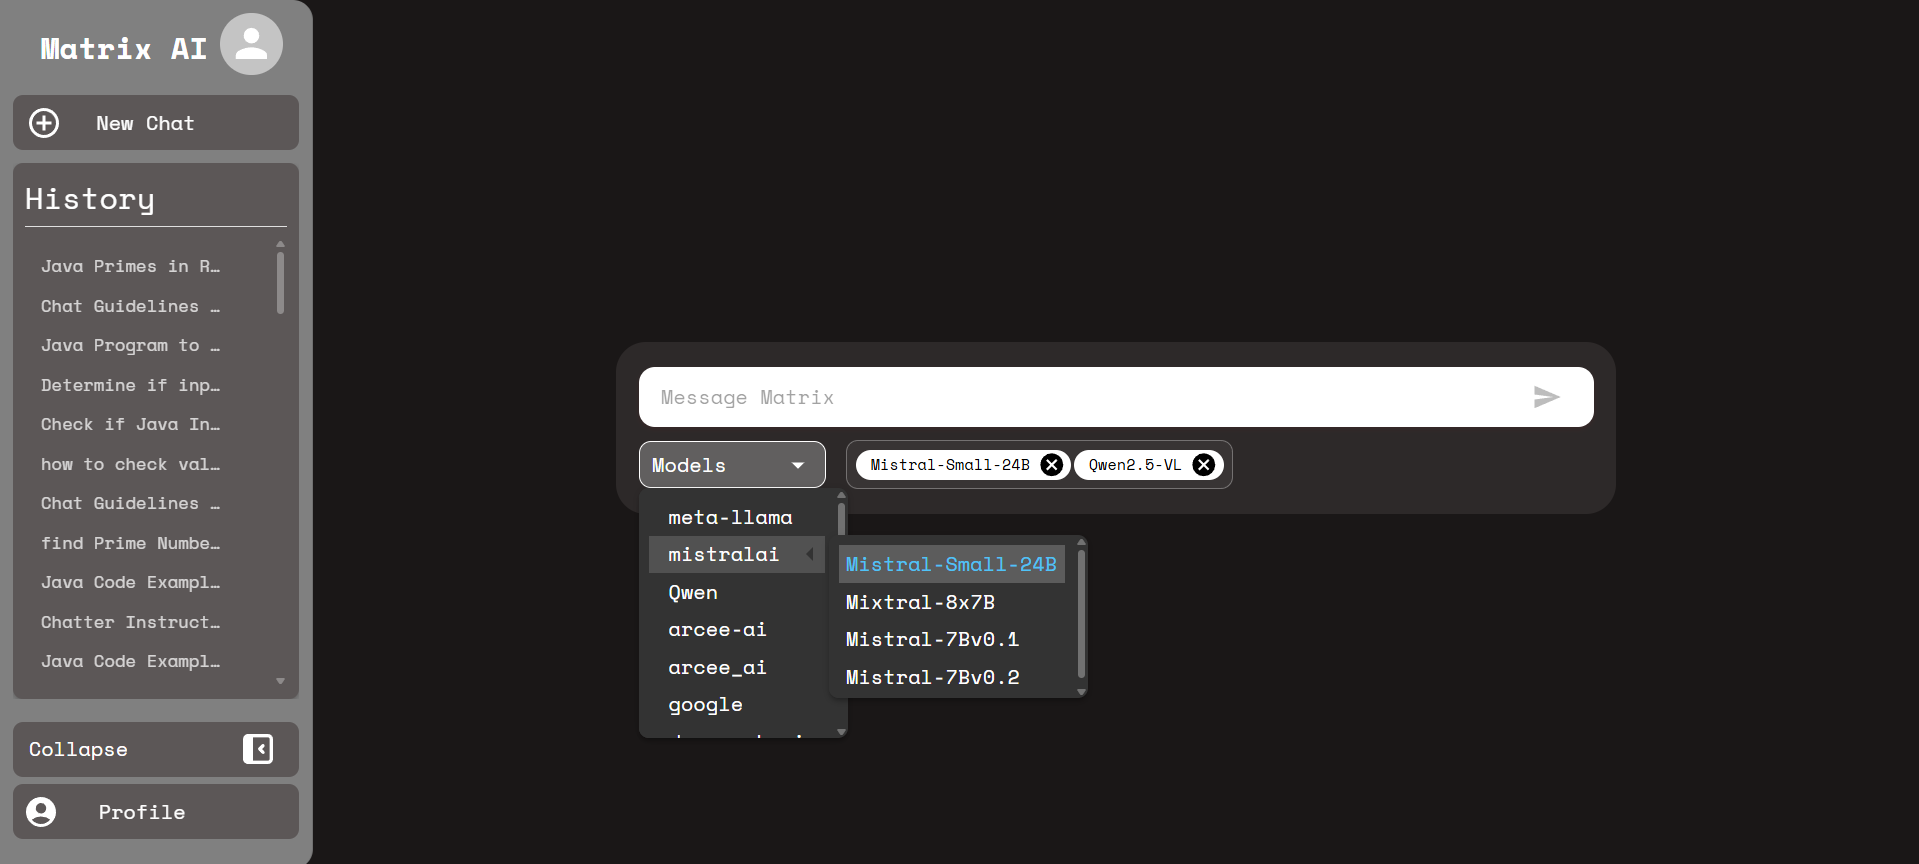 Matrix AI
New Chat
History
Java Primes in R…
Chat Guidelines …
Java Program to …
Determine if inp…
Check if Java In…
how to check val…
Chat Guidelines …
find Prime Numbe…
Java Code Exampl…
Chatter Instruct…
Java Code Exampl…
Collapse
Profile
Message Matrix
Models
Mistral-Small-24B
Qwen2.5-VL
meta-llama
mistralai
Qwen
arcee-ai
arcee_ai
google
Mistral-Small-24B
Mixtral-8x7B
Mistral-7Bv0.1
Mistral-7Bv0.2